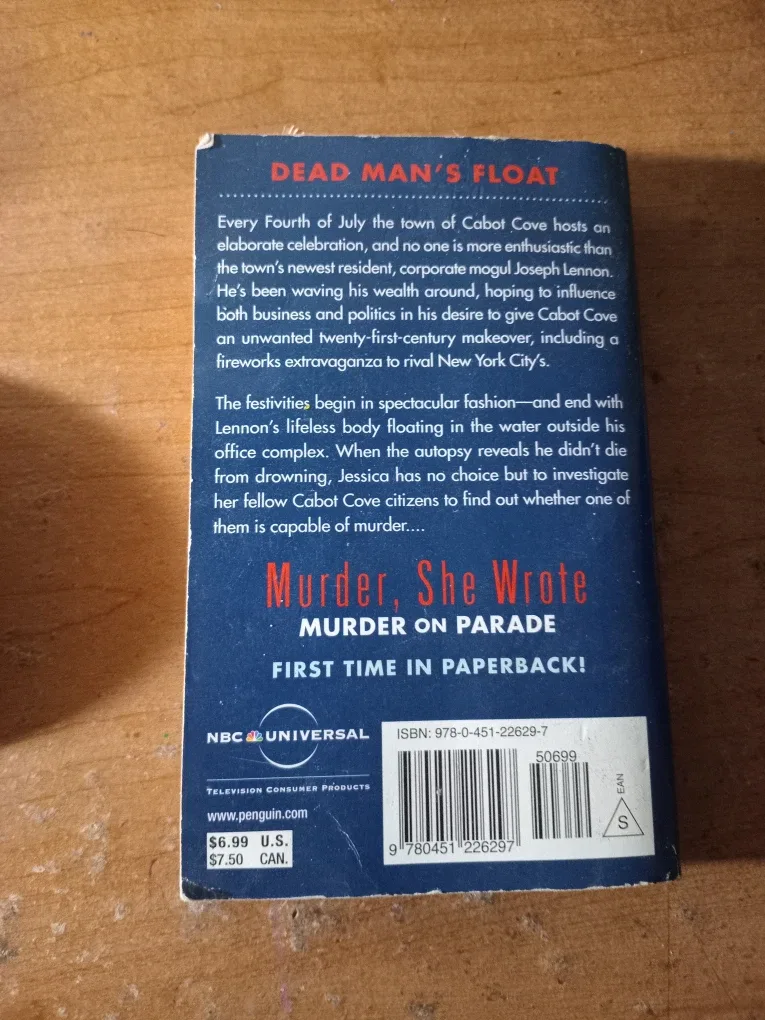 DEAD MAN'S FLOAT
Every Fourth of July the town of Cabot Cove hosts an
elaborate celebration, and no one is more enthusiastic than
the town's newest resident, corporate mogul Joseph Lennon.
He's been waving his wealth around, hoping to influence
both business and politics in his desire to give Cabot Cove
an unwanted twenty-first-century makeover, including a
fireworks extravaganza to rival New York City's.
The festivities begin in spectacular fashion—and end with
Lennon's lifeless body floating in the water outside his
office complex. When the autopsy reveals he didn't die
from drowning, Jessica has no choice but to investigate
her fellow Cabot Cove citizens to find out whether one of
them is capable of murder....
Murder, She Wrote
MURDER ON PARADE
FIRST TIME IN PAPERBACK!
NBC UNIVERSAL
TELEVISION CONSUMER PRODUCTS
www.penguin.com
$6.99 U.S.
$7.50 CAN.
ISBN: 978-0-451-22629-7
50699
EAN
S
9 780451 226297